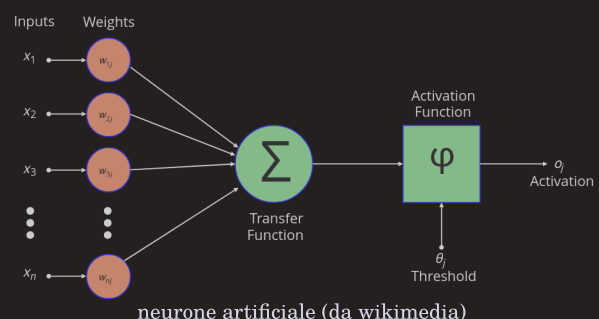 Inputs
Weights
x₁
w₁ⱼ
x₂
w₂ⱼ
x₃
w₃ⱼ
xₙ
wₙⱼ
Σ
Transfer
Function
Activation
Function
φ
oⱼ
Activation
θⱼ
Threshold
neurone artificiale (da wikimedia)